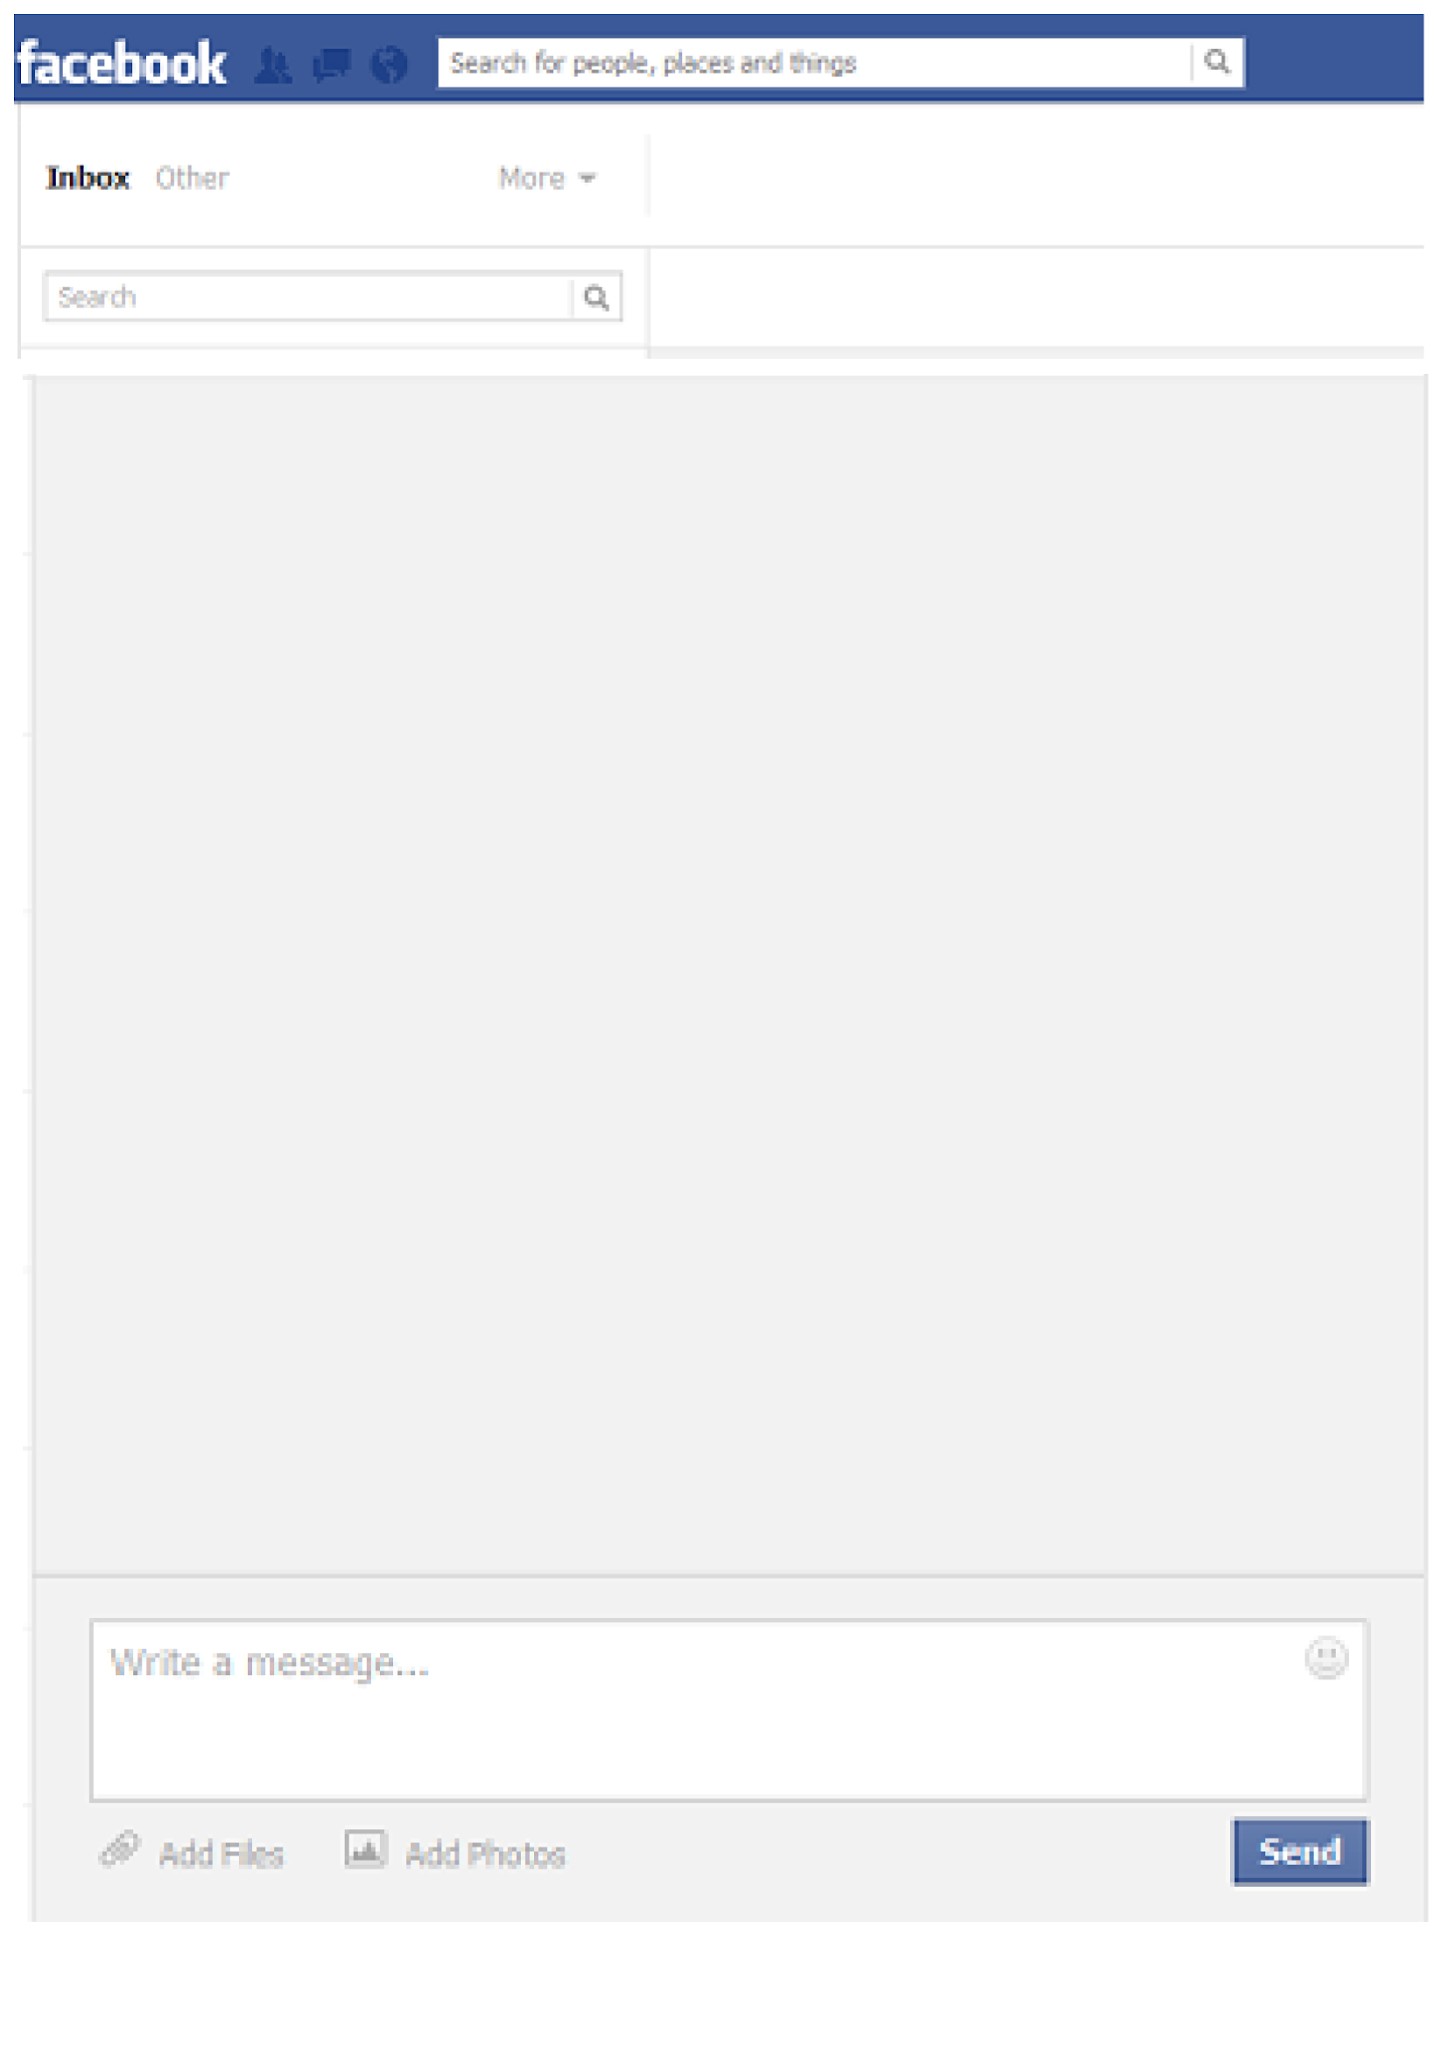 facebook Search for people, places and things
Inbox Other More
Search
Write a message...
Add Files Add Photos Send